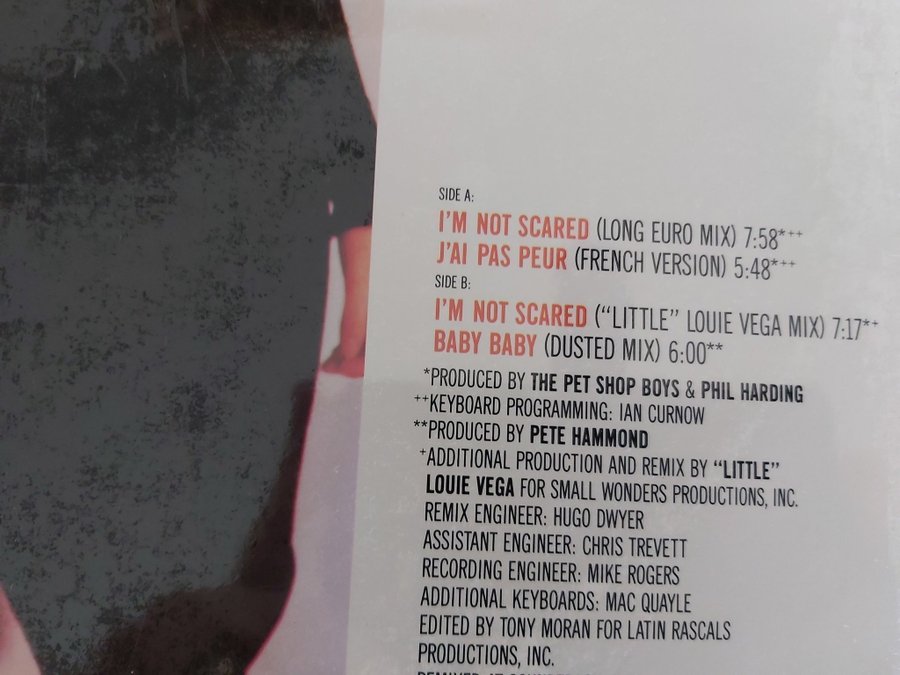 SIDE A:
I'M NOT SCARED (LONG EURO MIX) 7:58*++
J'AI PAS PEUR (FRENCH VERSION) 5:48*++
SIDE B:
I'M NOT SCARED ("LITTLE" LOUIE VEGA MIX) 7:17*+
BABY BABY (DUSTED MIX) 6:00**
*PRODUCED BY THE PET SHOP BOYS & PHIL HARDING
++KEYBOARD PROGRAMMING: IAN CURNOW
**PRODUCED BY PETE HAMMOND
+ADDITIONAL PRODUCTION AND REMIX BY "LITTLE"
LOUIE VEGA FOR SMALL WONDERS PRODUCTIONS, INC.
REMIX ENGINEER: HUGO DWYER
ASSISTANT ENGINEER: CHRIS TREVETT
RECORDING ENGINEER: MIKE ROGERS
ADDITIONAL KEYBOARDS: MAC QUAYLE
EDITED BY TONY MORAN FOR LATIN RASCALS
PRODUCTIONS, INC.